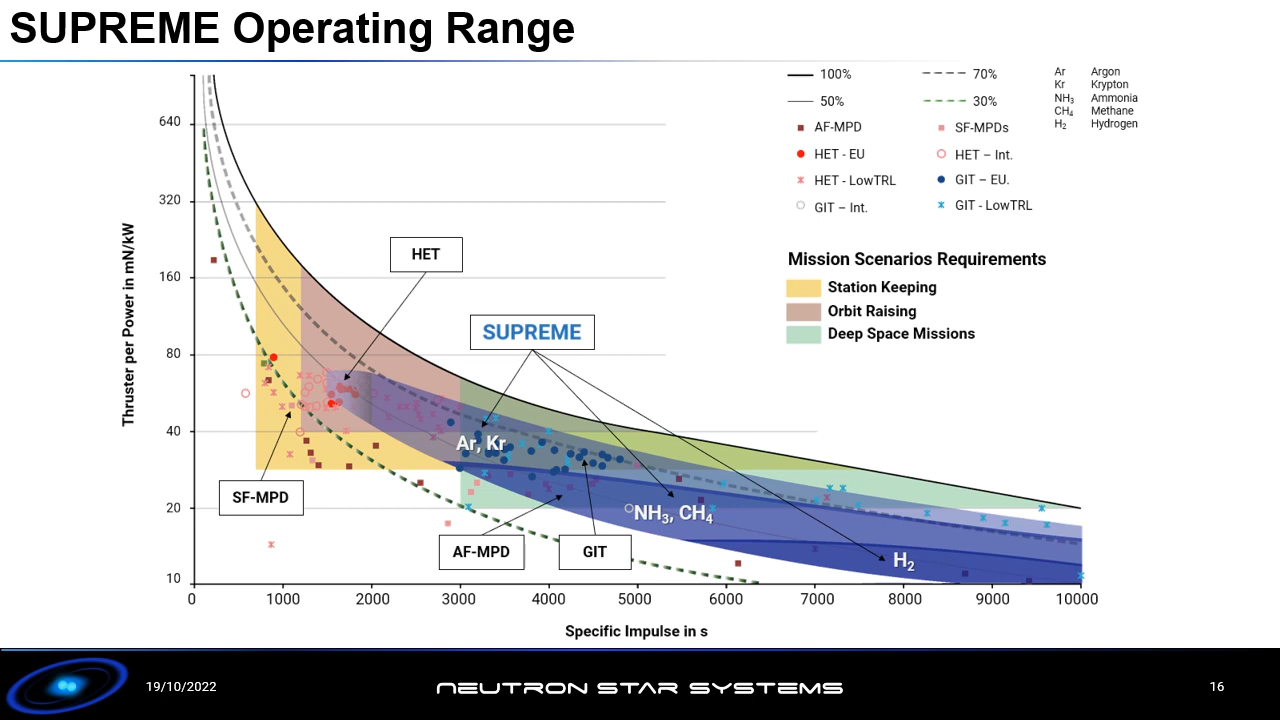 SUPREME Operating Range
100%
70%
50%
30%
AF-MPD
SF-MPDs
HET - EU
HET – Int.
HET - LowTRL
GIT – EU.
GIT – Int.
GIT - LowTRL
Ar Argon
Kr Krypton
NH₃ Ammonia
CH₄ Methane
H₂ Hydrogen
Mission Scenarios Requirements
Station Keeping
Orbit Raising
Deep Space Missions
Thruster per Power in mN/kW
640
320
160
80
40
20
10
HET
SUPREME
Ar, Kr
SF-MPD
NH₃, CH₄
AF-MPD
GIT
H₂
0 1000 2000 3000 4000 5000 6000 7000 8000 9000 10000
Specific Impulse in s
19/10/2022
NEUTRON STAR SYSTEMS
16